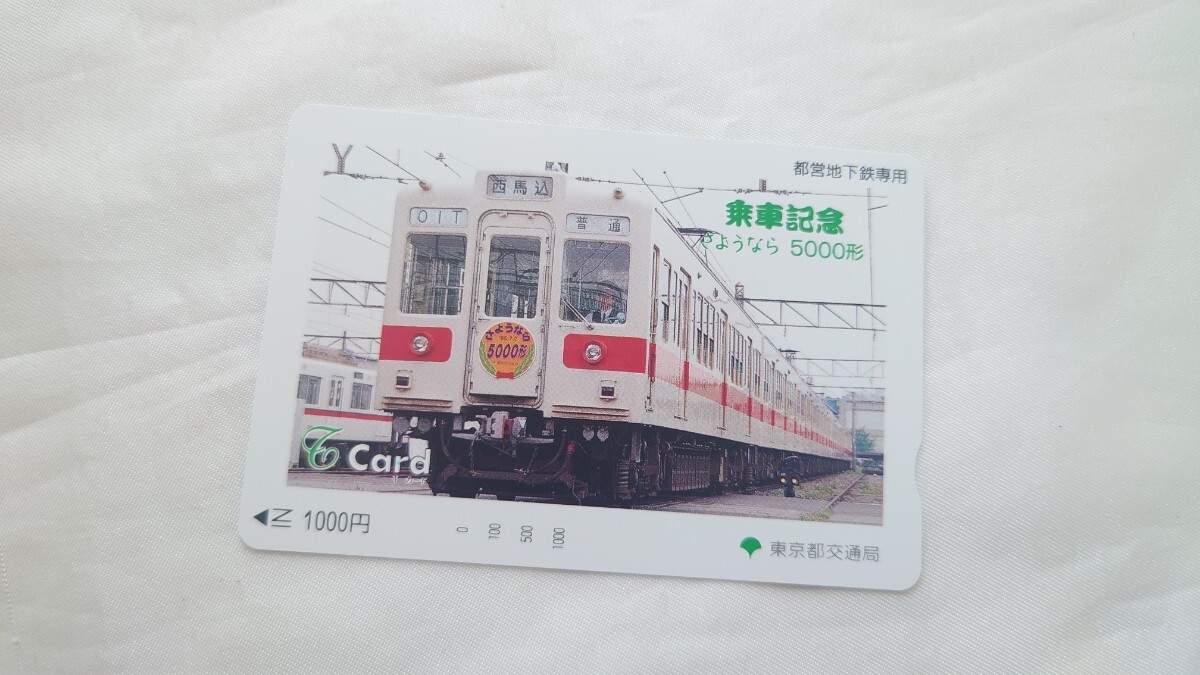 都営地下鉄専用
乗車記念
さようなら 5000形
西馬込
01T
普通
さようなら
5000形
T Card
1000円
0 100 500 1000
東京都交通局